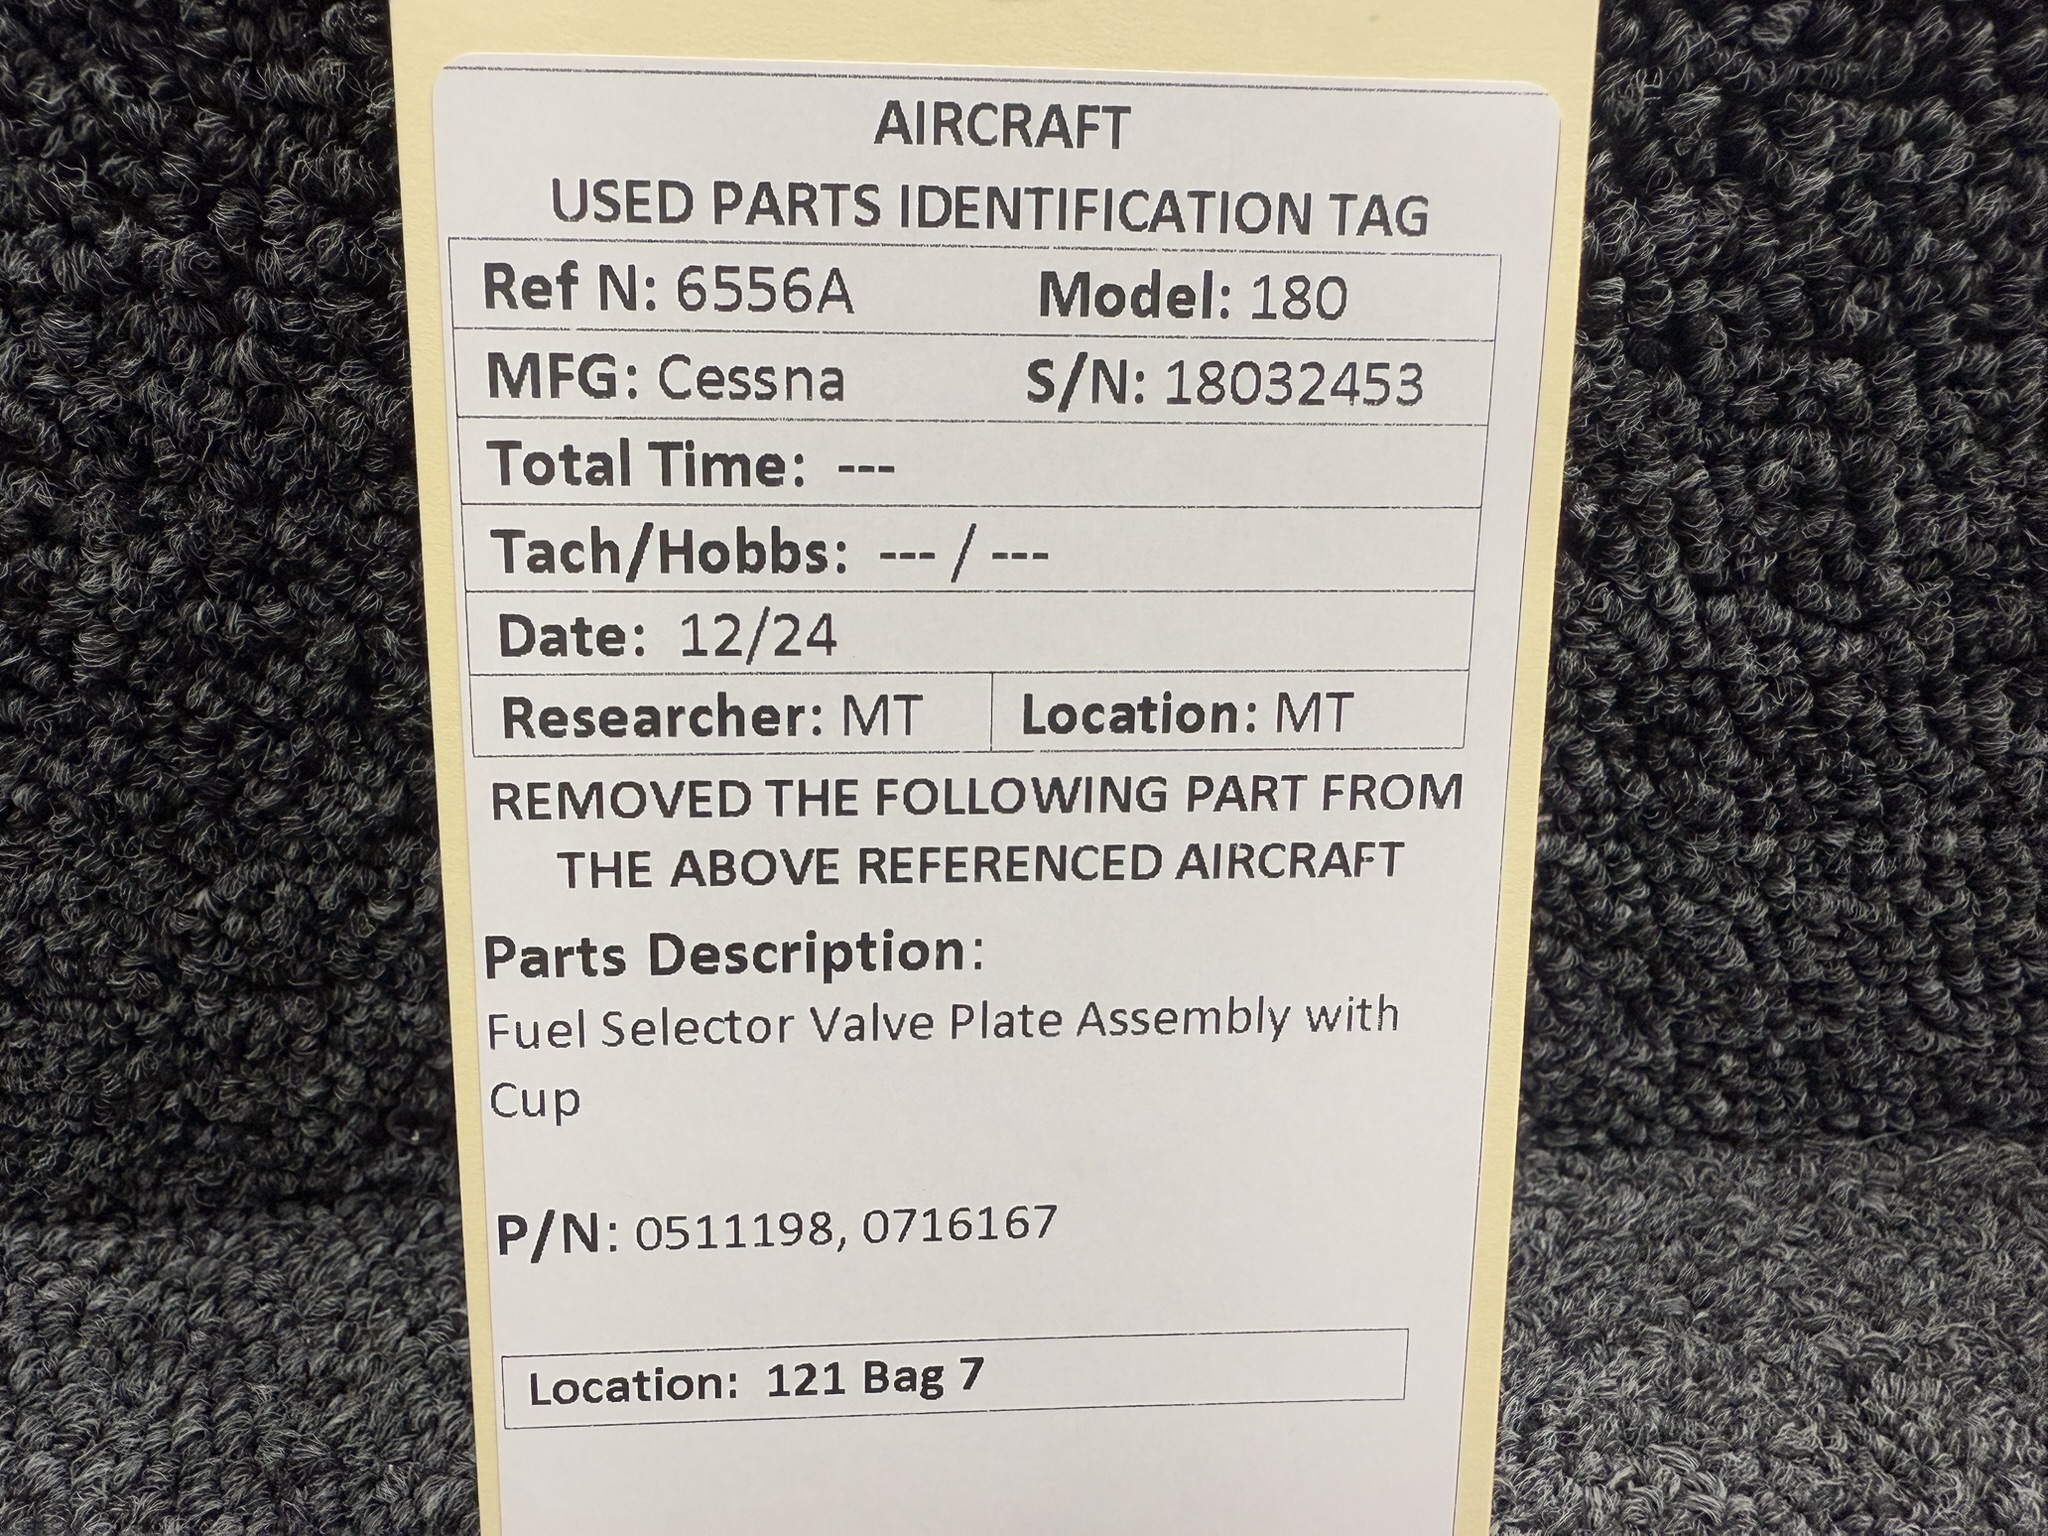 AIRCRAFT
USED PARTS IDENTIFICATION TAG
Ref N: 6556A Model: 180
MFG: Cessna S/N: 18032453
Total Time: ---
Tach/Hobbs: --- / ---
Date: 12/24
Researcher: MT Location: MT
REMOVED THE FOLLOWING PART FROM
THE ABOVE REFERENCED AIRCRAFT
Parts Description:
Fuel Selector Valve Plate Assembly with
Cup
P/N: 0511198, 0716167
Location: 121 Bag 7